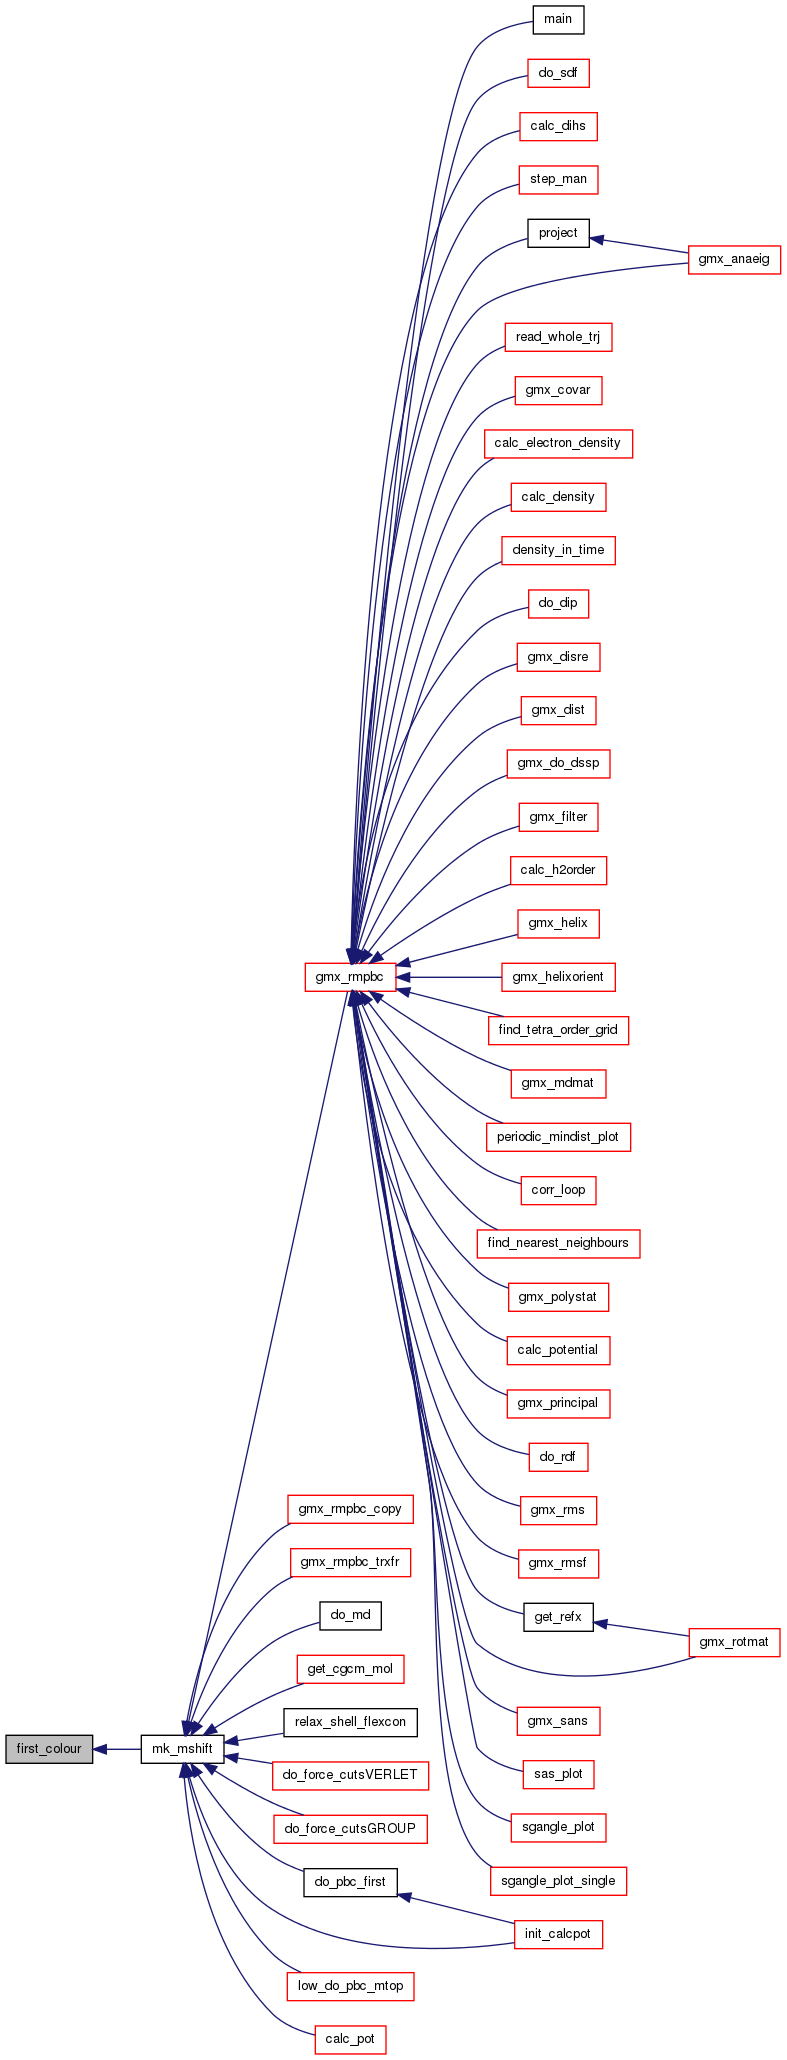 main
do_sdf
calc_dihs
step_man
project
gmx_anaeig
read_whole_trj
gmx_covar
calc_electron_density
calc_density
density_in_time
do_dip
gmx_disre
gmx_dist
gmx_do_dssp
gmx_filter
calc_h2order
gmx_helix
gmx_rmpbc
gmx_helixorient
find_tetra_order_grid
gmx_mdmat
periodic_mindist_plot
corr_loop
find_nearest_neighbours
gmx_polystat
calc_potential
gmx_principal
do_rdf
gmx_rms
gmx_rmpbc_copy
gmx_rmsf
gmx_rmpbc_trxfr
do_md
get_refx
gmx_rotmat
get_cgcm_mol
relax_shell_flexcon
gmx_sans
first_colour
mk_mshift
do_force_cutsVERLET
sas_plot
do_force_cutsGROUP
sgangle_plot
do_pbc_first
sgangle_plot_single
init_calcpot
low_do_pbc_mtop
calc_pot